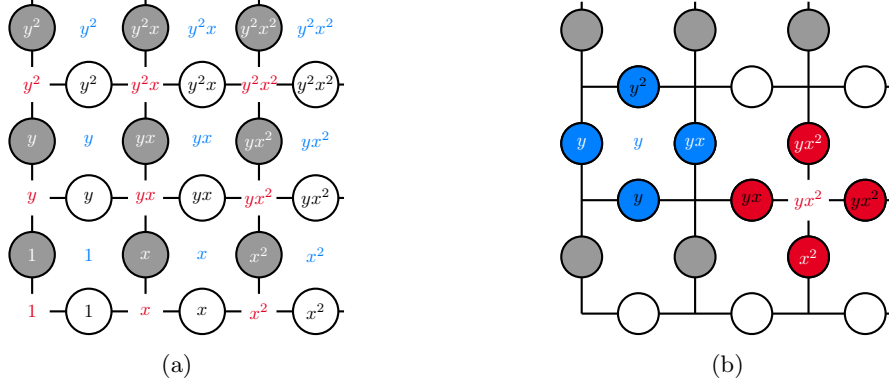 y² y² y²x y²x y²x² y²x²
y² y² y²x y²x y²x² y²x²
y y yx yx yx² yx²
y y yx yx yx² yx²
1 1 x x x² x²
1 1 x x x² x²
(a)
y²
y y yx yx²
y yx yx² yx²
x²
(b)